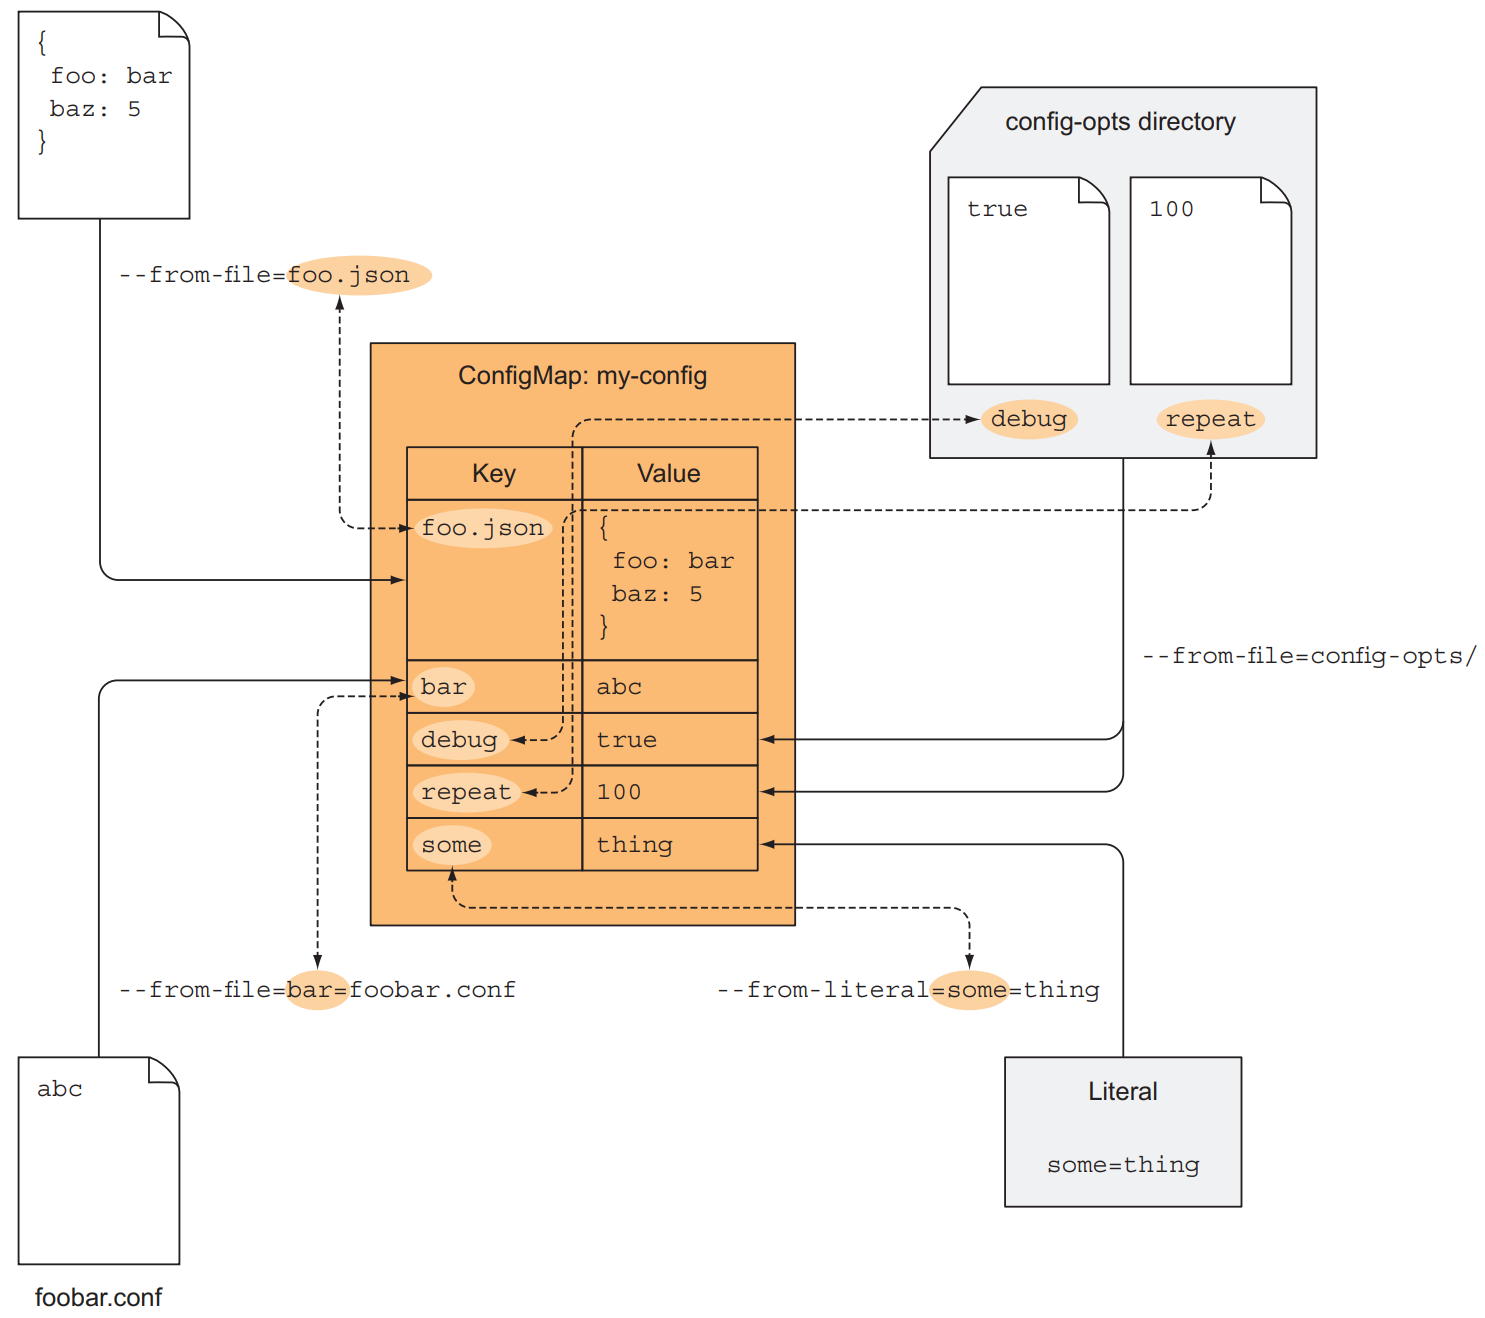 {
foo: bar
baz: 5
}
--from-file=foo.json
config-opts directory
true
100
debug
repeat
ConfigMap: my-config
Key
Value
foo.json
{
foo: bar
baz: 5
}
bar
abc
debug
true
repeat
100
some
thing
--from-file=config-opts/
--from-file=bar=foobar.conf
--from-literal=some=thing
abc
foobar.conf
Literal
some=thing